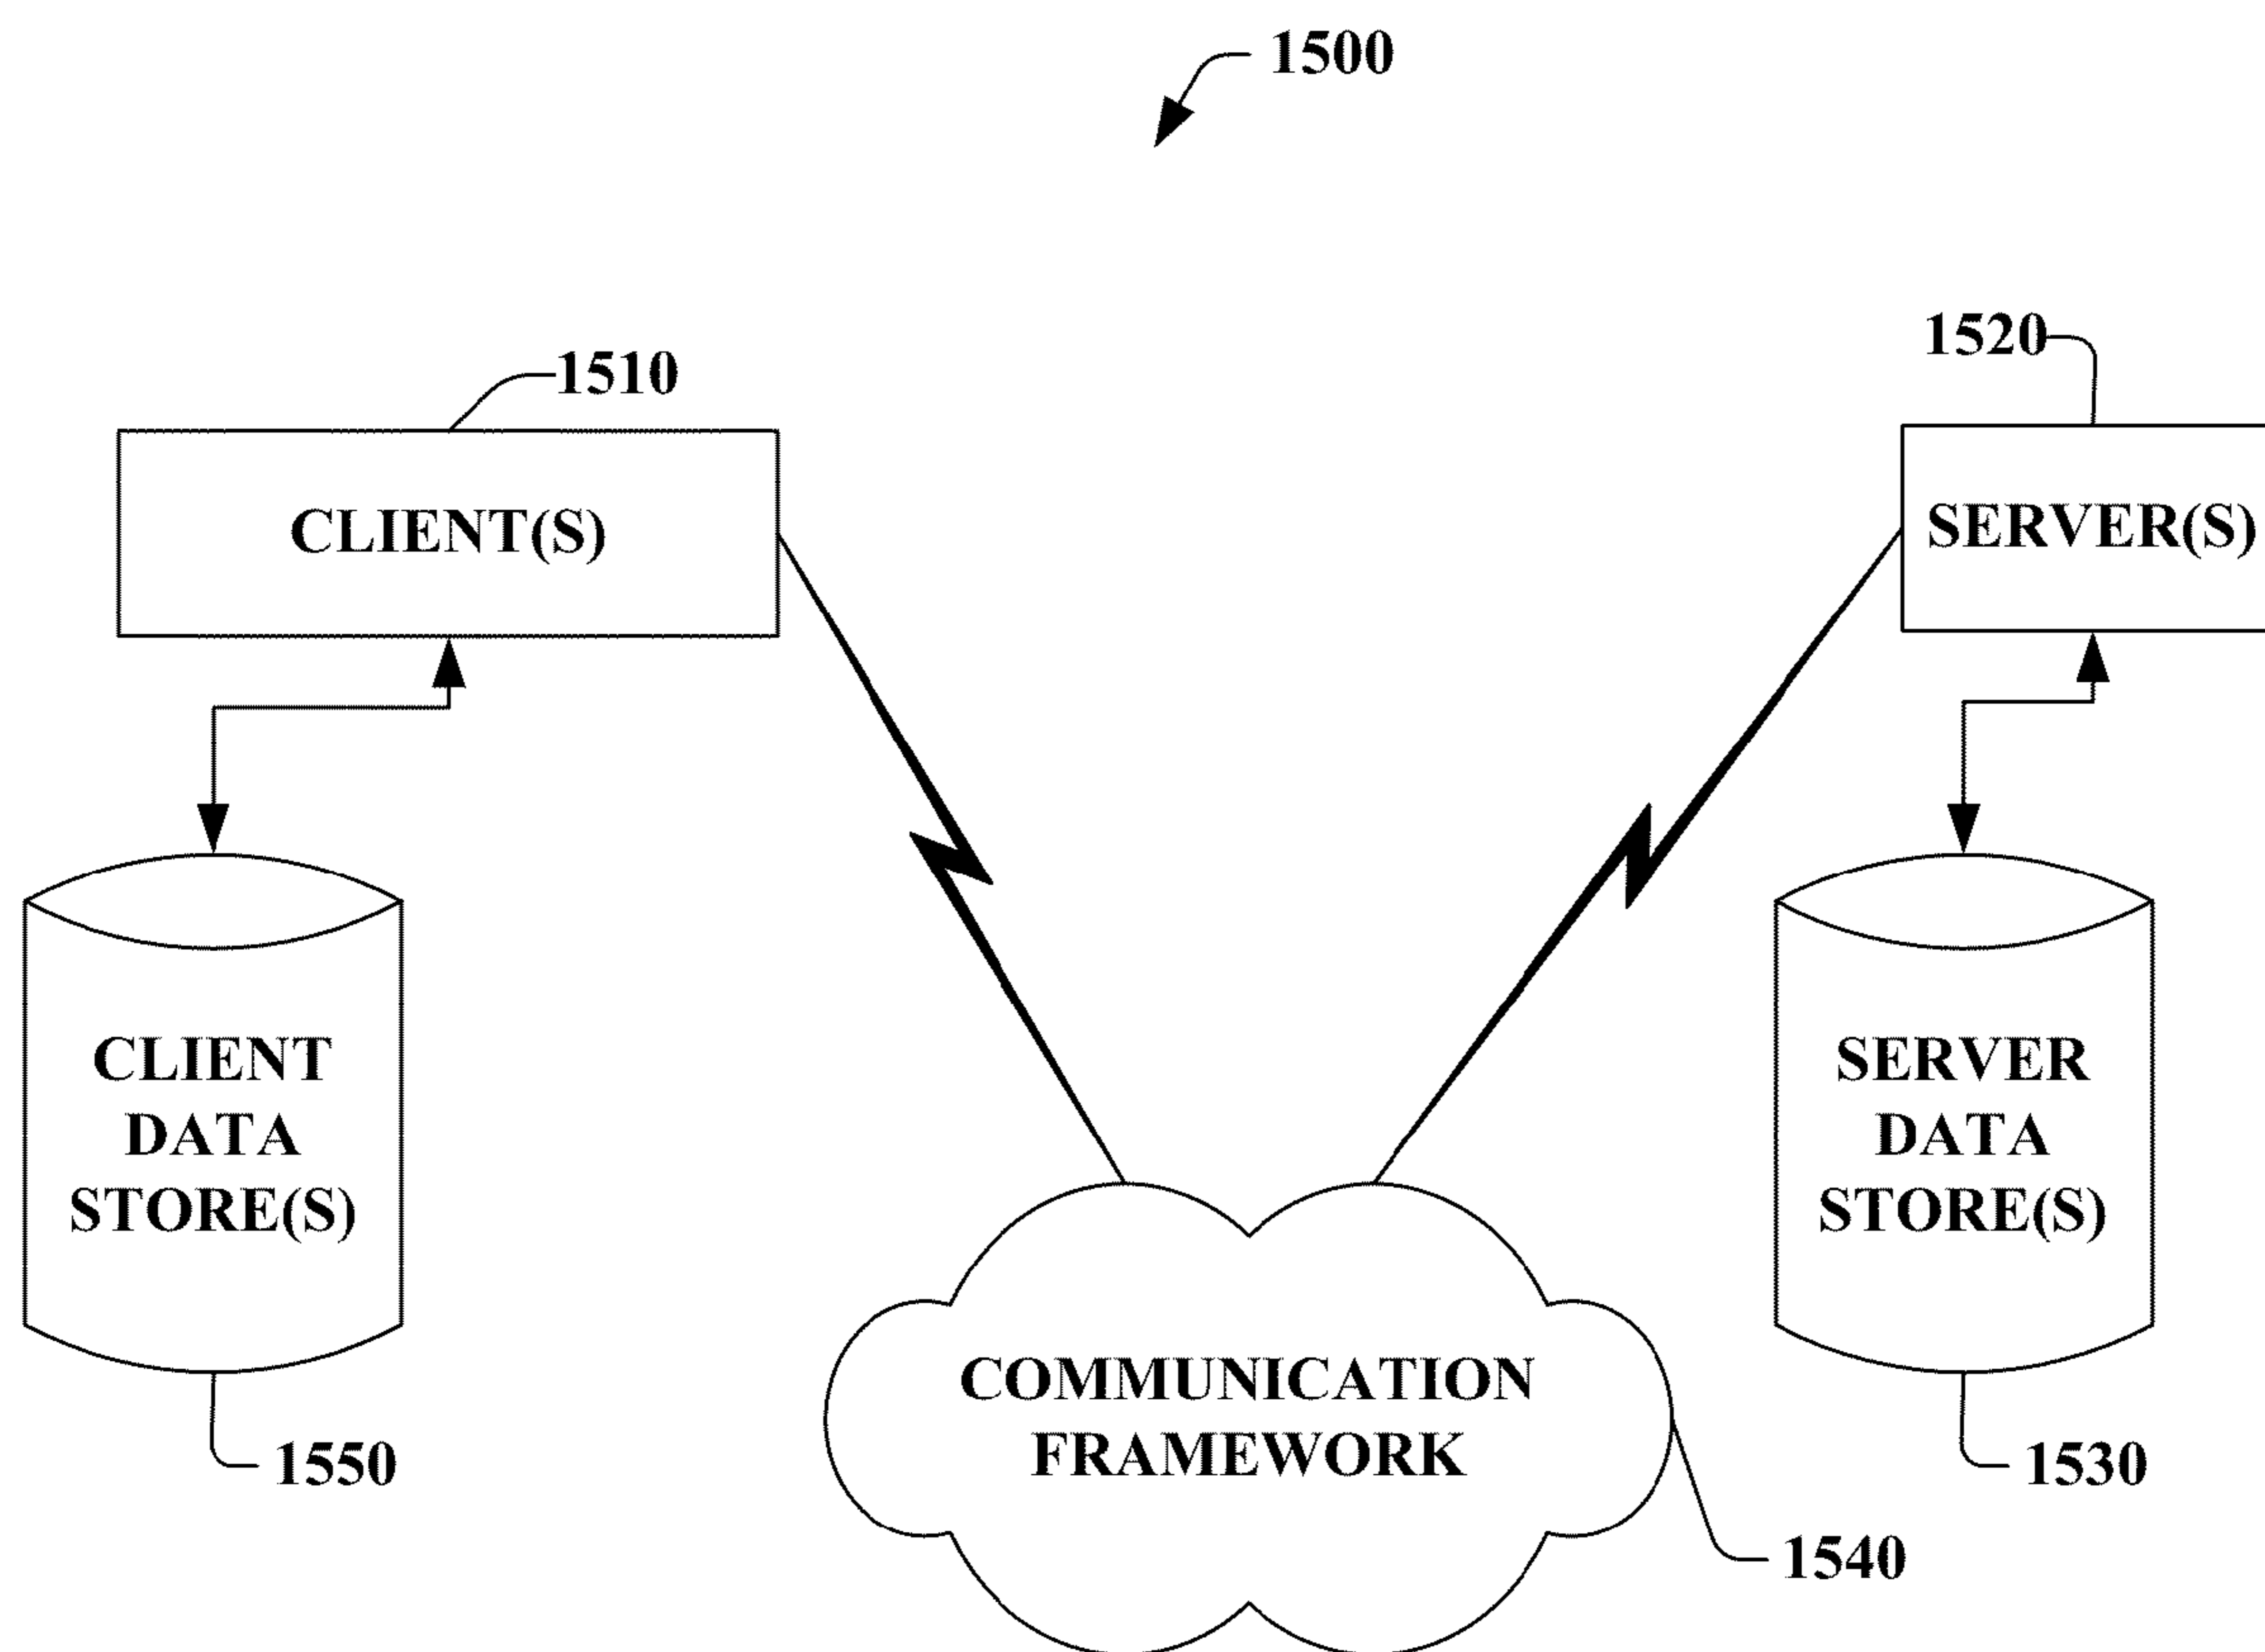 1500
1510
1520
CLIENT(S)
SERVER(S)
CLIENT
DATA
STORE(S)
SERVER
DATA
STORE(S)
COMMUNICATION
FRAMEWORK
1550
1530
1540